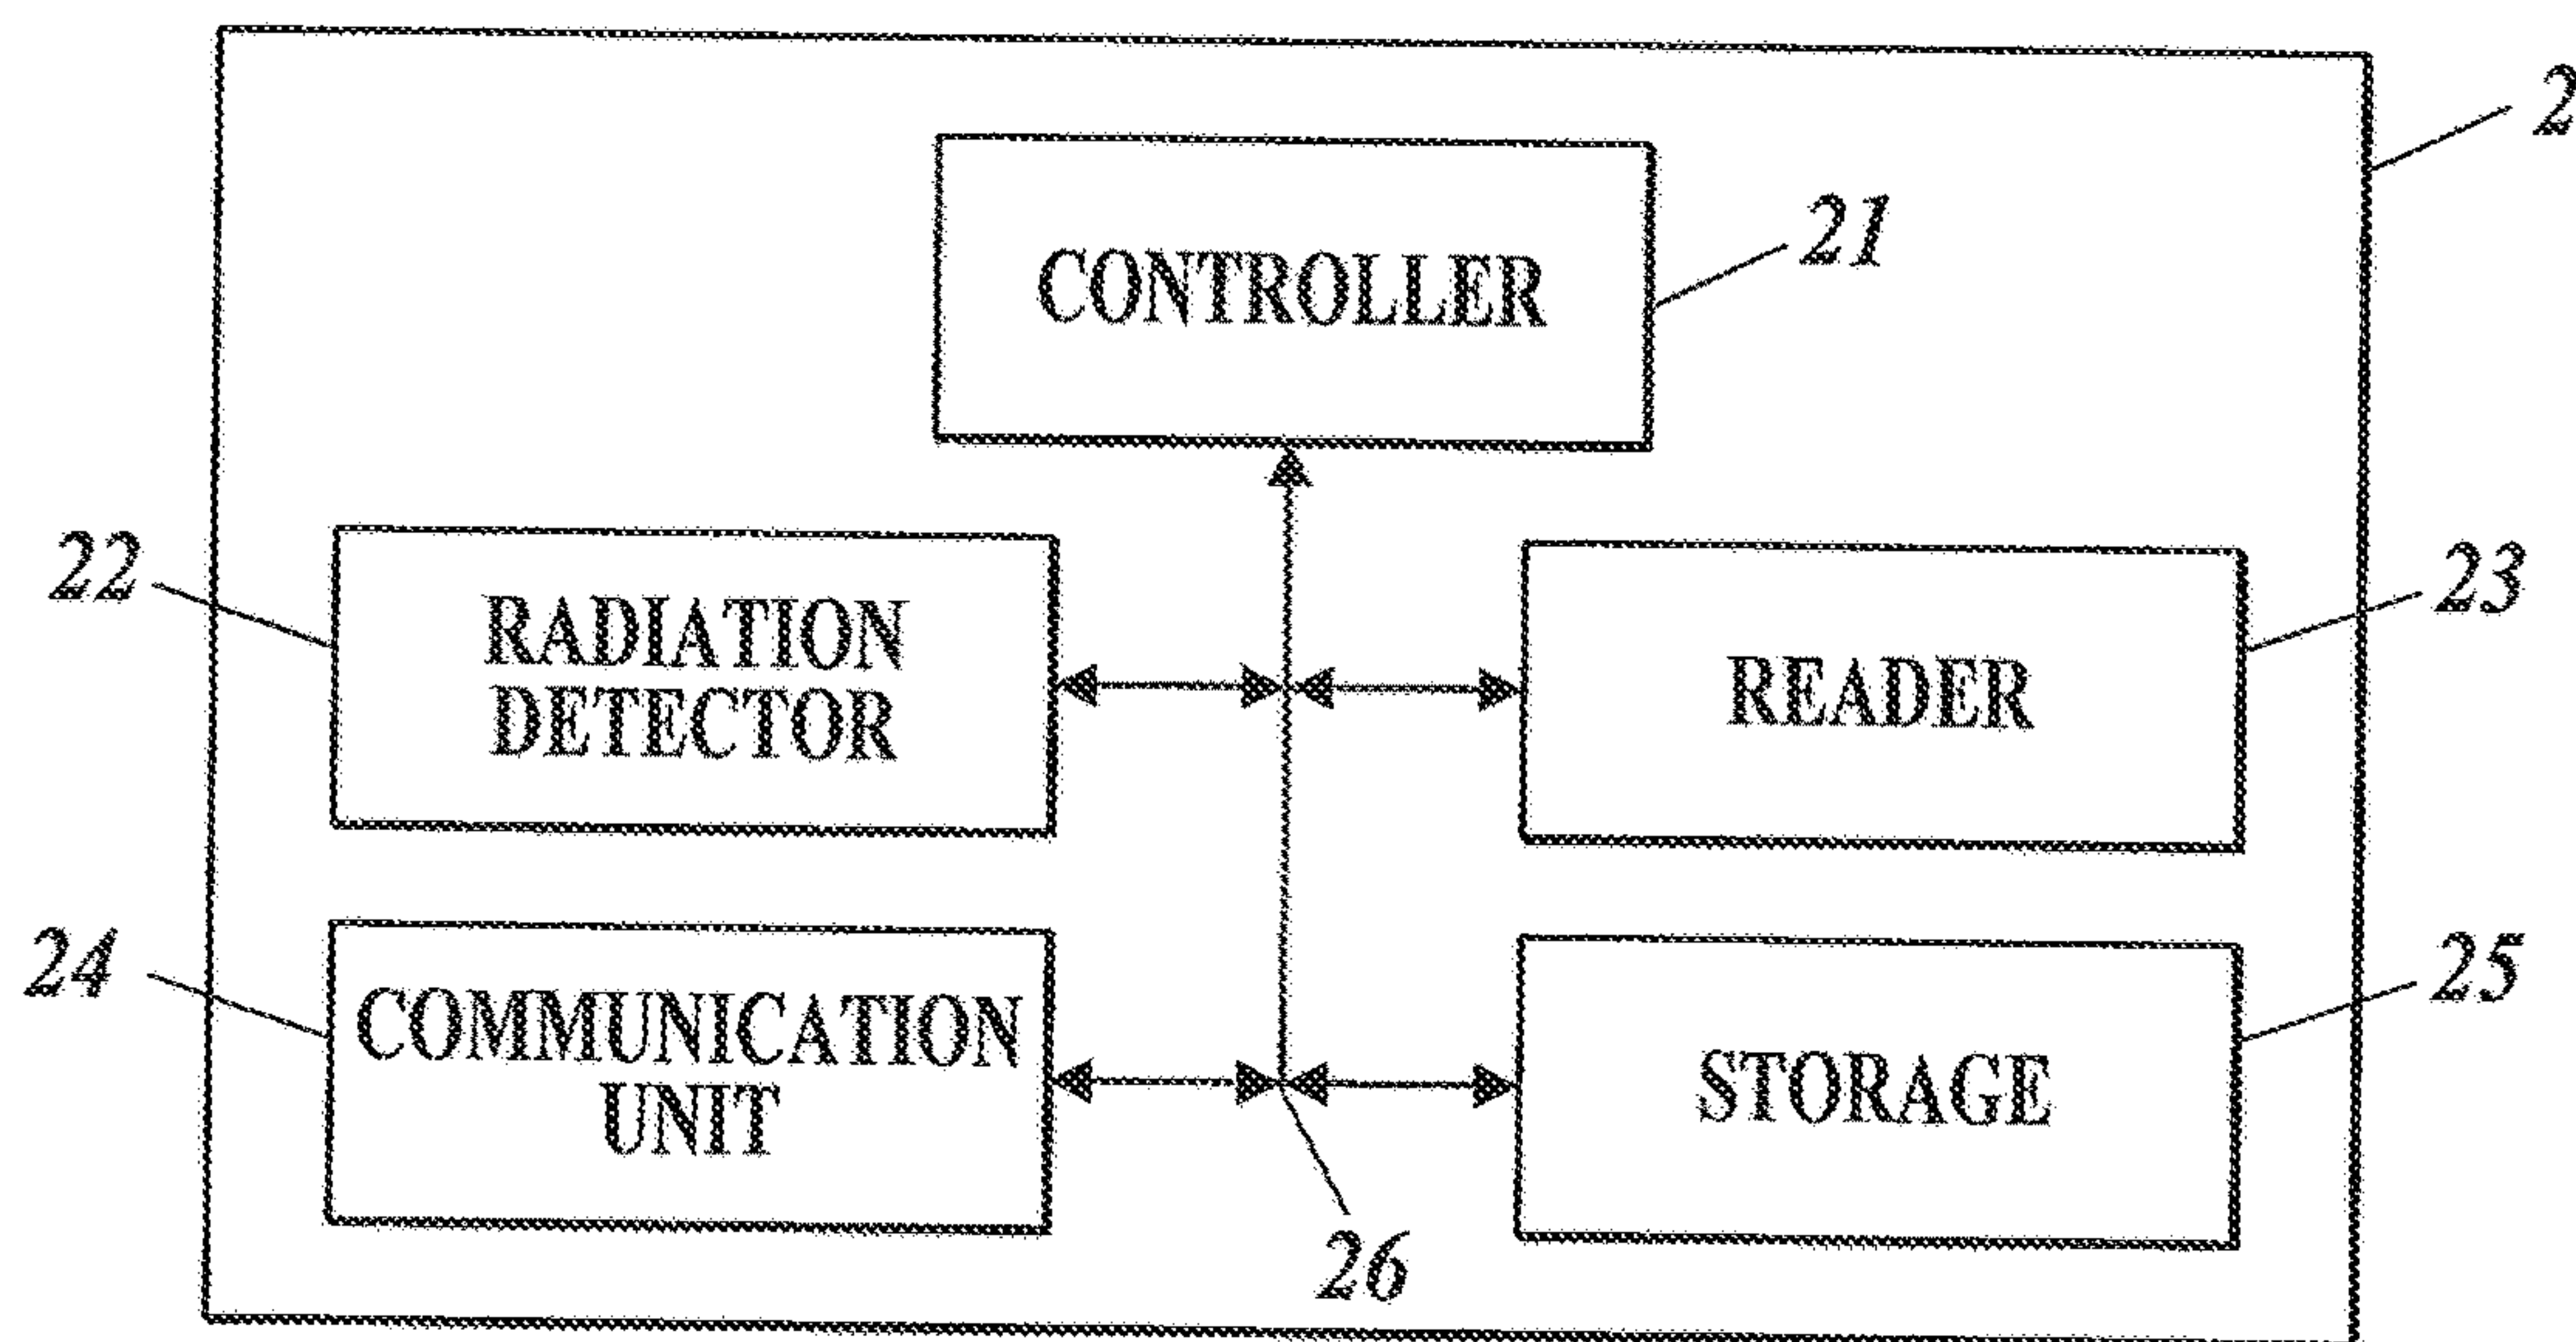 2
CONTROLLER
21
22
RADIATION
DETECTOR
READER
23
24
COMMUNICATION
UNIT
STORAGE
25
26